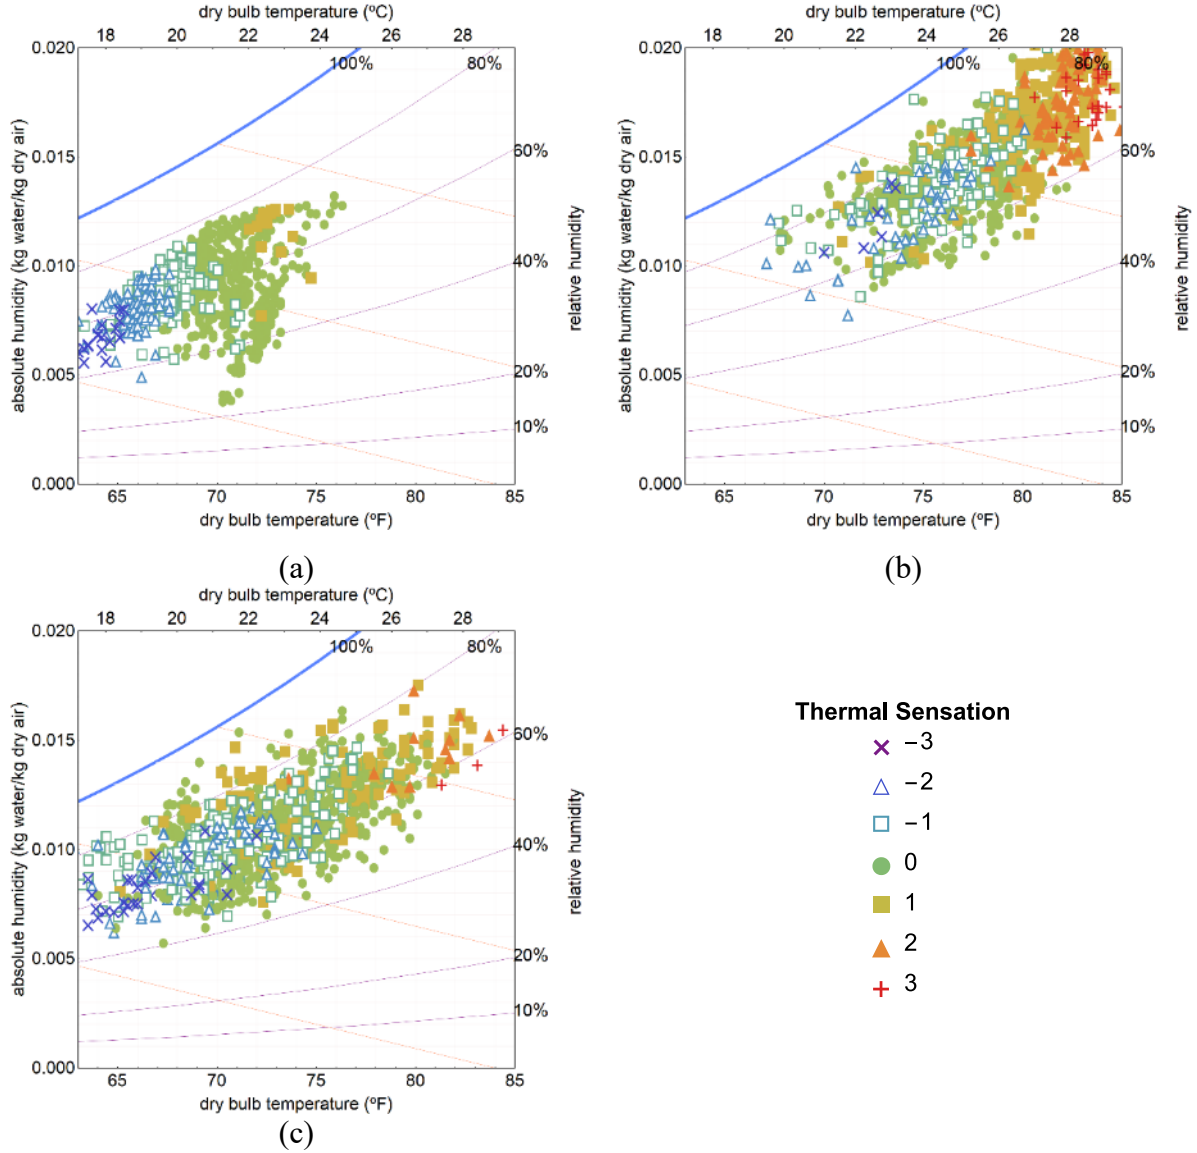 dry bulb temperature (ºC)
18 20 22 24 26 28
0.020
0.015
0.010
0.005
0.000
absolute humidity (kg water/kg dry air)
100%
80%
60%
40%
20%
10%
relative humidity
65 70 75 80 85
dry bulb temperature (ºF)
(a)
dry bulb temperature (ºC)
18 20 22 24 26 28
0.020
0.015
0.010
0.005
0.000
absolute humidity (kg water/kg dry air)
100%
80%
60%
40%
20%
10%
relative humidity
65 70 75 80 85
dry bulb temperature (ºF)
(b)
dry bulb temperature (ºC)
18 20 22 24 26 28
0.020
0.015
0.010
0.005
0.000
absolute humidity (kg water/kg dry air)
100%
80%
60%
40%
20%
10%
relative humidity
65 70 75 80 85
dry bulb temperature (ºF)
(c)
Thermal Sensation
−3
−2
−1
0
1
2
3